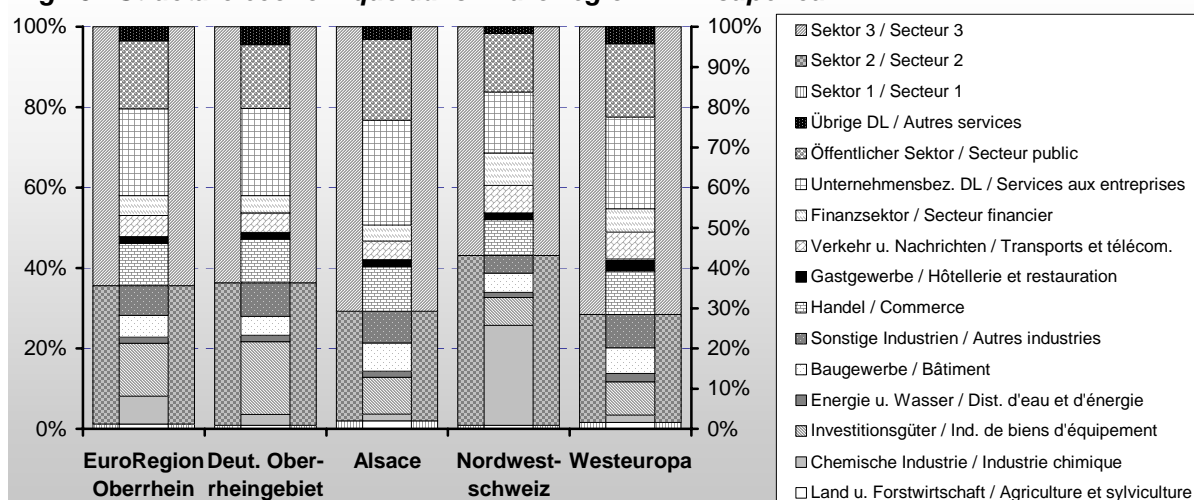 100%
80%
60%
40%
20%
0%
100%
90%
80%
70%
60%
50%
40%
30%
20%
10%
0%
EuroRegion
Oberrhein
Deut. Ober-
rheingebiet
Alsace
Nordwest-
schweiz
Westeuropa
Sektor 3 / Secteur 3
Sektor 2 / Secteur 2
Sektor 1 / Secteur 1
Übrige DL / Autres services
Öffentlicher Sektor / Secteur public
Unternehmensbez. DL / Services aux entreprises
Finanzsektor / Secteur financier
Verkehr u. Nachrichten / Transports et télécom.
Gastgewerbe / Hôtellerie et restauration
Handel / Commerce
Sonstige Industrien / Autres industries
Baugewerbe / Bâtiment
Energie u. Wasser / Dist. d'eau et d'énergie
Investitionsgüter / Ind. de biens d'équipement
Chemische Industrie / Industrie chimique
Land u. Forstwirtschaft / Agriculture et sylviculture